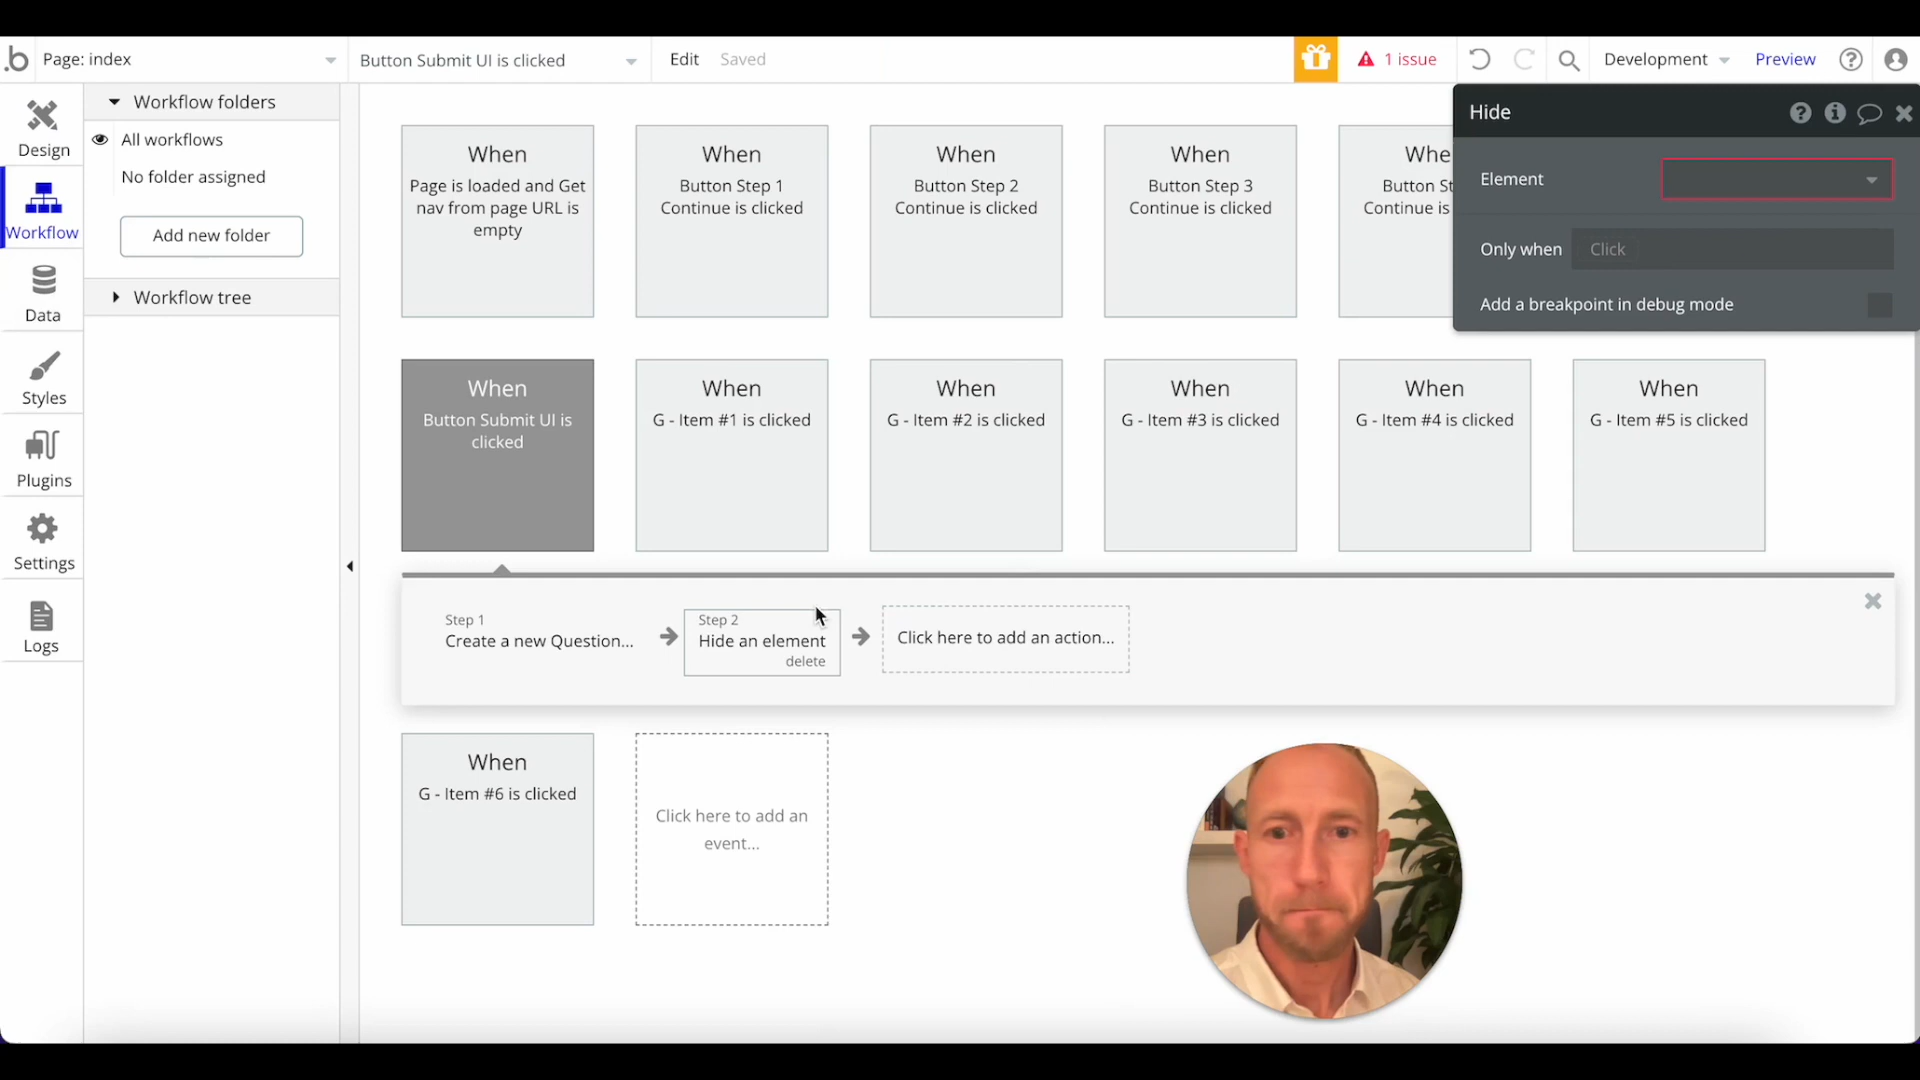 .b
Page: index
Button Submit UI is clicked
Edit
Saved
1 issue
Development
Preview
?
Design
Workflow
Data
Styles
Plugins
Settings
Logs
Workflow folders
All workflows
No folder assigned
Add new folder
Workflow tree
When
Page is loaded and Get
nav from page URL is
empty
When
Button Step 1
Continue is clicked
When
Button Step 2
Continue is clicked
When
Button Step 3
Continue is clicked
Whe
Button St
Continue is
Hide
Element
Only when
Click
Add a breakpoint in debug mode
When
Button Submit UI is
clicked
When
G - Item #1 is clicked
When
G - Item #2 is clicked
When
G - Item #3 is clicked
When
G - Item #4 is clicked
When
G - Item #5 is clicked
Step 1
Create a new Question...
Step 2
Hide an element
delete
Click here to add an action...
When
G - Item #6 is clicked
Click here to add an
event...